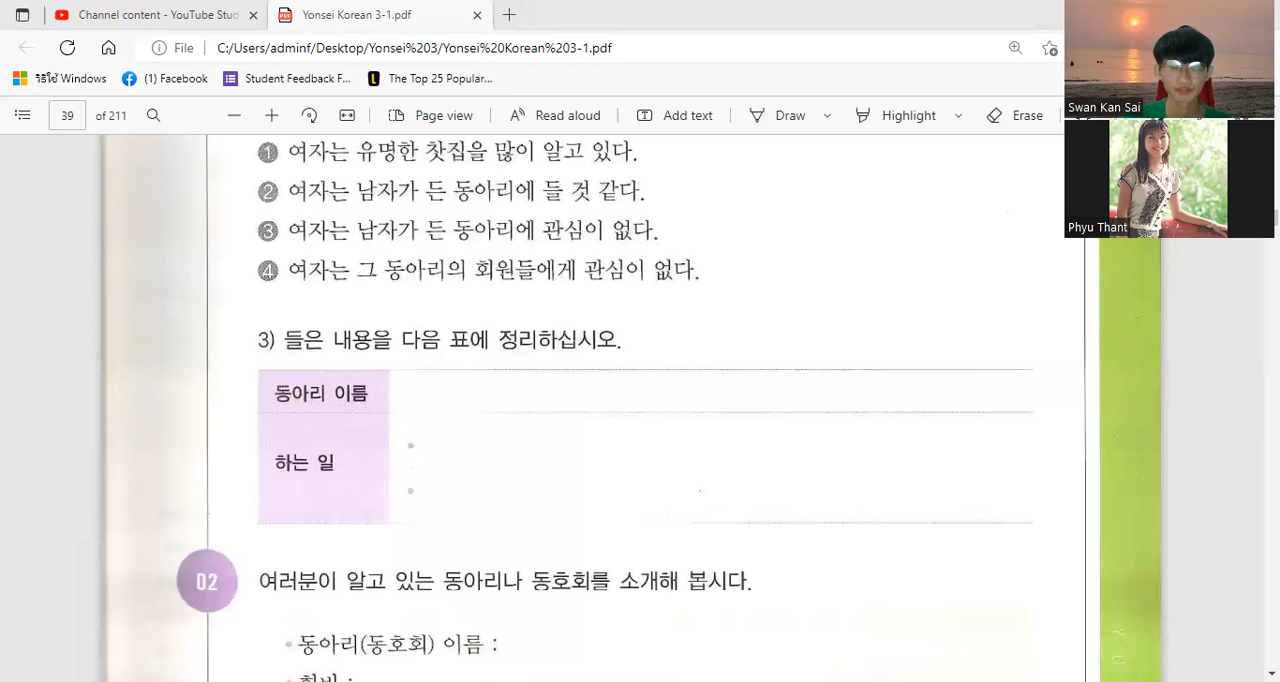 Channel content - YouTube Stud
Yonsei Korean 3-1.pdf
File
C:/Users/adminf/Desktop/Yonsei%203/Yonsei%20Korean%203-1.pdf
วิธีใช้ Windows
(1) Facebook
Student Feedback F...
The Top 25 Popular...
39 of 211
Page view
Read aloud
Add text
Draw
Highlight
Erase
Swan Kan Sai
Phyu Thant
① 여자는 유명한 찻집을 많이 알고 있다.
② 여자는 남자가 든 동아리에 들 것 같다.
③ 여자는 남자가 든 동아리에 관심이 없다.
④ 여자는 그 동아리의 회원들에게 관심이 없다.
3) 들은 내용을 다음 표에 정리하십시오.
동아리 이름
하는 일
02 여러분이 알고 있는 동아리나 동호회를 소개해 봅시다.
• 동아리(동호회) 이름 :